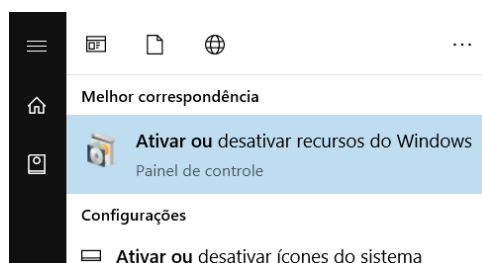 Melhor correspondência
Ativar ou desativar recursos do Windows
Painel de controle
Configurações
Ativar ou desativar ícones do sistema